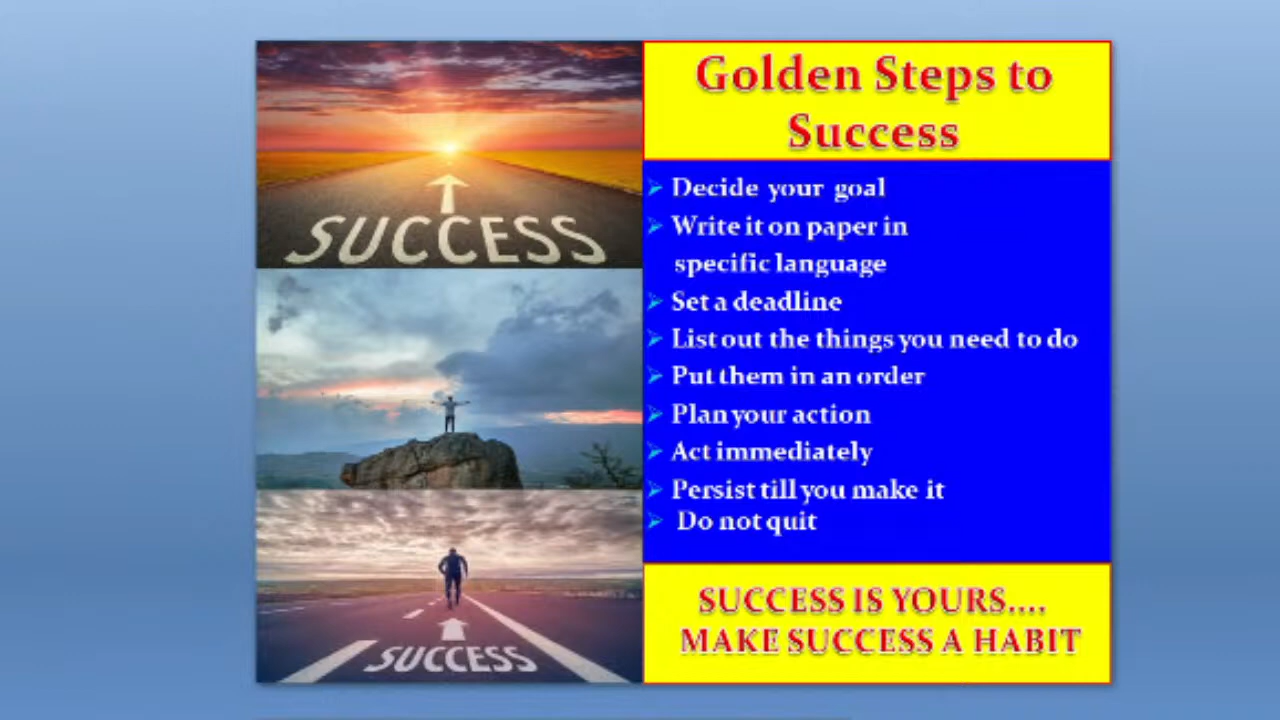 SUCCESS
SUCCESS
Golden Steps to
Success
Decide your goal
Write it on paper in
specific language
Set a deadline
List out the things you need to do
Put them in an order
Plan your action
Act immediately
Persist till you make it
Do not quit
SUCCESS IS YOURS....
MAKE SUCCESS A HABIT